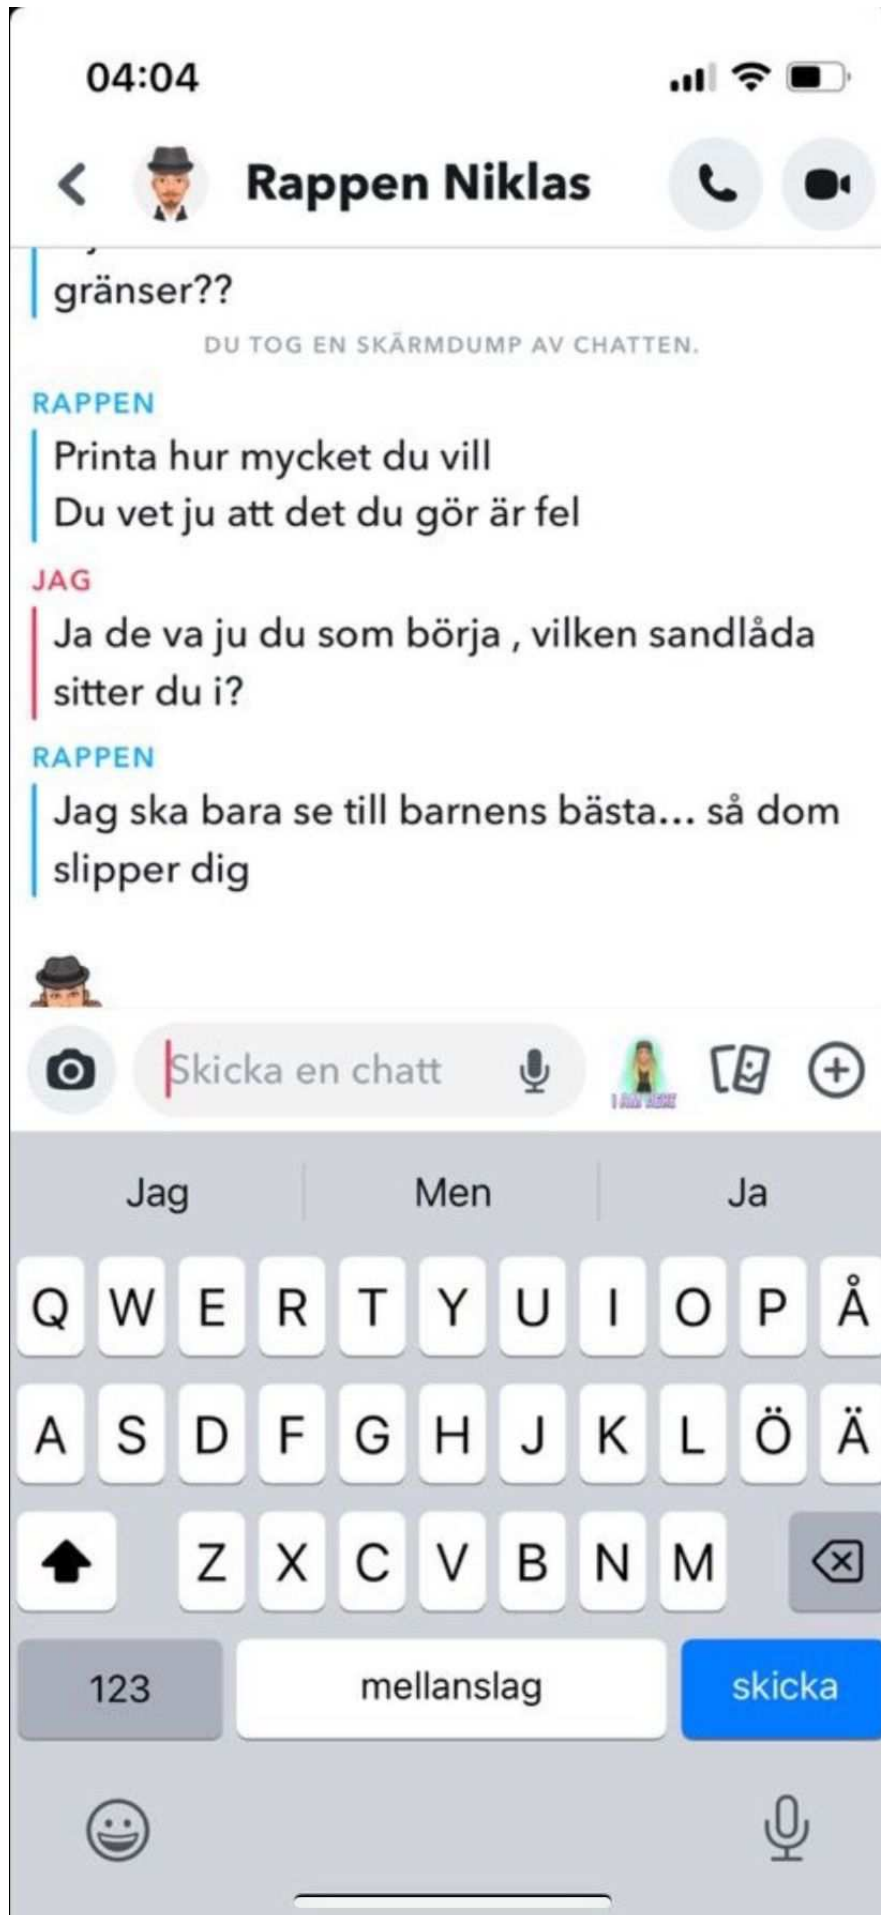 04:04
Rappen Niklas
gränser??
DU TOG EN SKÄRMDUMP AV CHATTEN.
RAPPEN
Printa hur mycket du vill
Du vet ju att det du gör är fel
JAG
Ja de va ju du som börja , vilken sandlåda
sitter du i?
RAPPEN
Jag ska bara se till barnens bästa... så dom
slipper dig
Skicka en chatt
I AM HERE
Jag Men Ja
Q W E R T Y U I O P Å
A S D F G H J K L Ö Ä
Z X C V B N M
123 mellanslag skicka